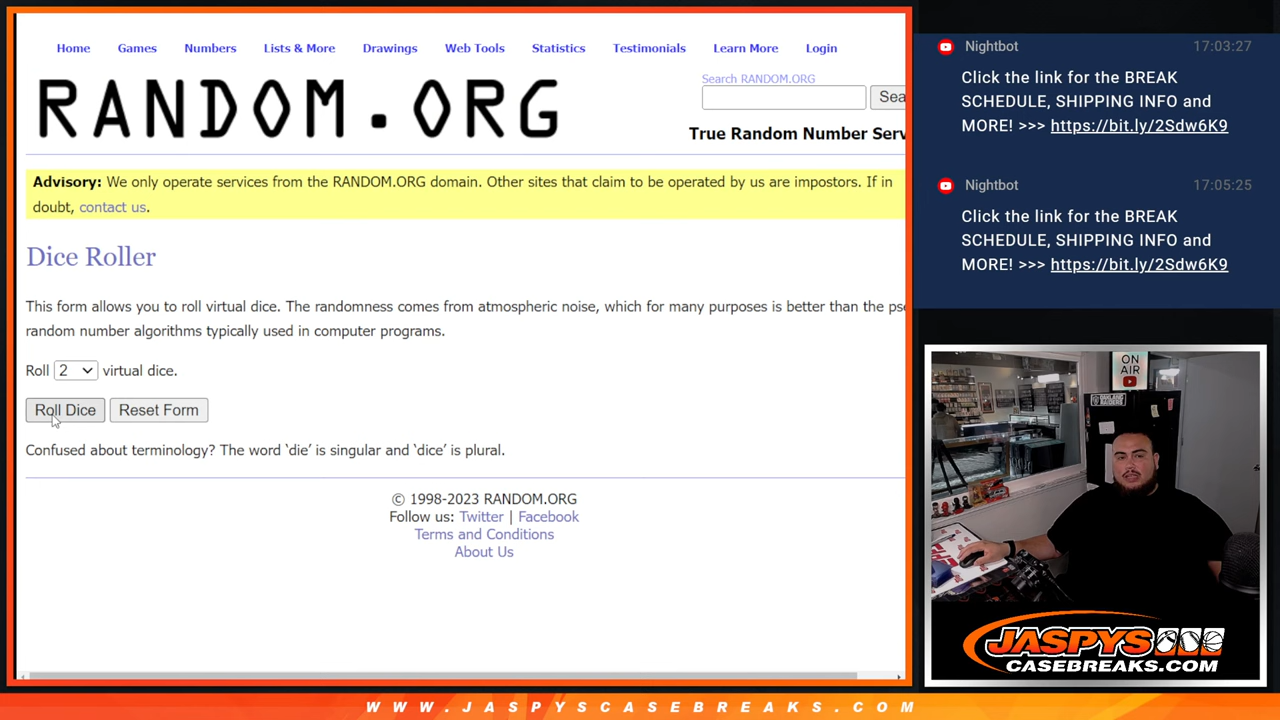 Home Games Numbers Lists & More Drawings Web Tools Statistics Testimonials Learn More Login
RANDOM.ORG
Search RANDOM.ORG
Sea
True Random Number Serv
Advisory: We only operate services from the RANDOM.ORG domain. Other sites that claim to be operated by us are impostors. If in
doubt, contact us.
Dice Roller
This form allows you to roll virtual dice. The randomness comes from atmospheric noise, which for many purposes is better than the pse
random number algorithms typically used in computer programs.
Roll 2 virtual dice.
Roll Dice Reset Form
Confused about terminology? The word ‘die’ is singular and ‘dice’ is plural.
© 1998-2023 RANDOM.ORG
Follow us: Twitter | Facebook
Terms and Conditions
About Us
Nightbot 17:03:27
Click the link for the BREAK
SCHEDULE, SHIPPING INFO and
MORE! >>> https://bit.ly/2Sdw6K9
Nightbot 17:05:25
Click the link for the BREAK
SCHEDULE, SHIPPING INFO and
MORE! >>> https://bit.ly/2Sdw6K9
ON
AIR
OAKLAND
RAIDERS
JASPYS
CASEBREAKS.COM
WWW.JASPYSCASEBREAKS.COM